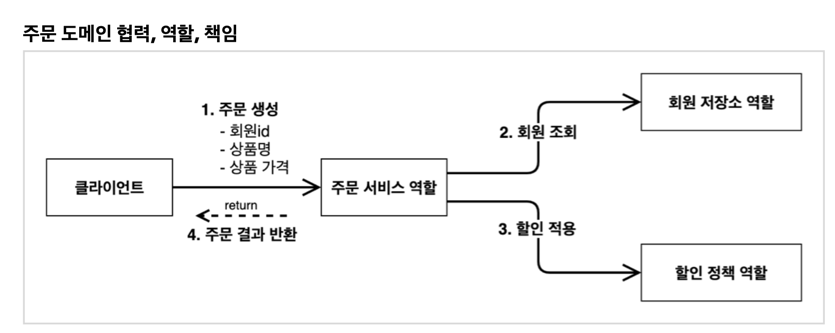 주문 도메인 협력, 역할, 책임
1. 주문 생성
- 회원id
- 상품명
- 상품 가격
클라이언트
return
4. 주문 결과 반환
주문 서비스 역할
2. 회원 조회
회원 저장소 역할
3. 할인 적용
할인 정책 역할